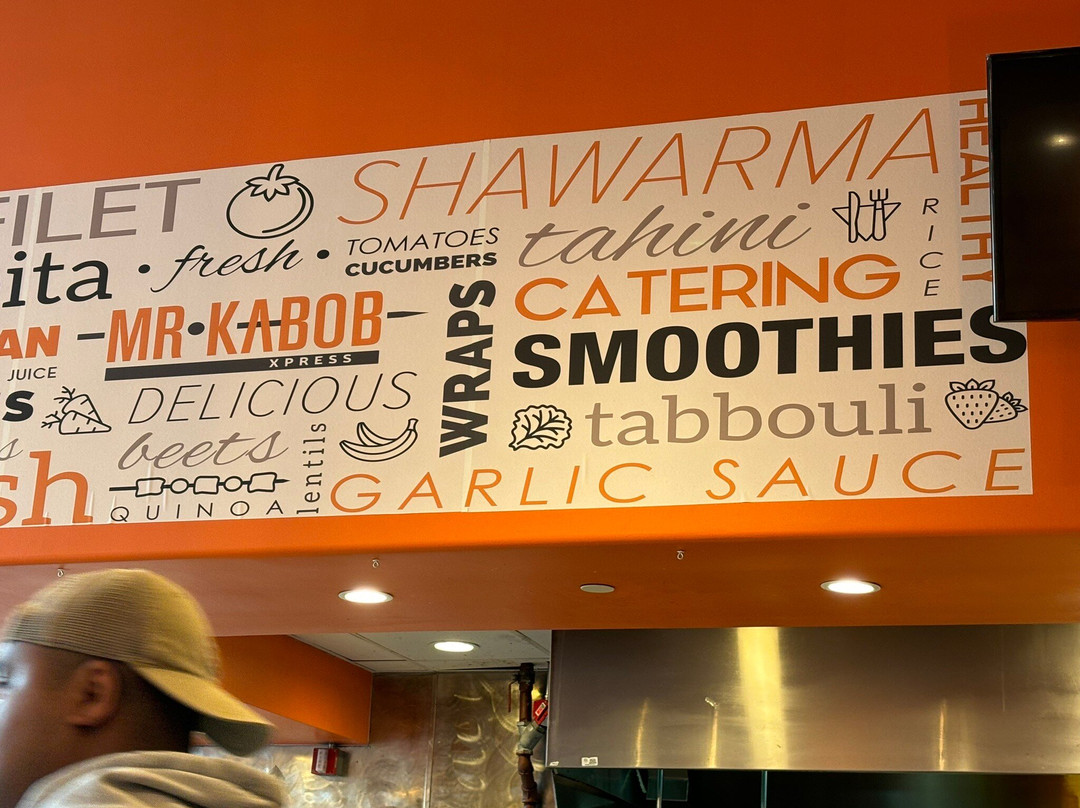 FILET
SHAWARMA
HEALTHY
ita • fresh •
TOMATOES
CUCUMBERS
tahini
RICE
AN
MR•KABOB
XPRESS
WRAPS
CATERING
SMOOTHIES
JUICE
s
DELICIOUS
tabbouli
s
beets
lentils
sh
QUINOA
GARLIC SAUCE